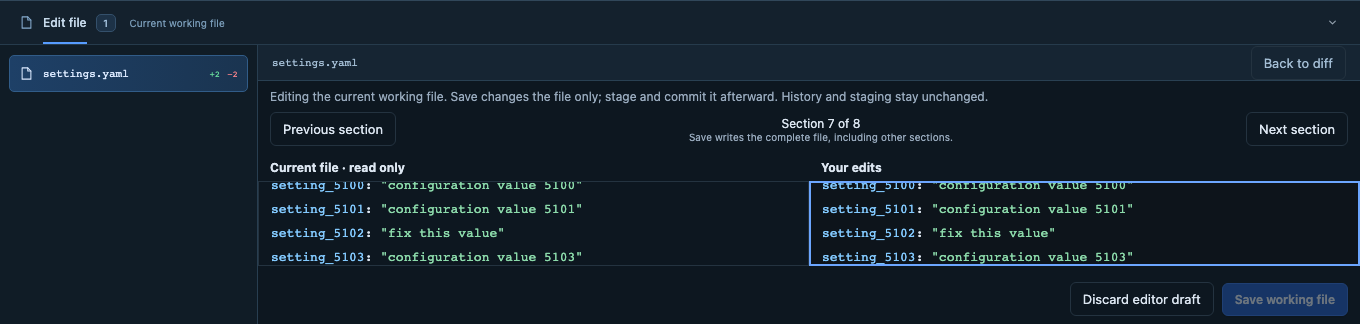 Edit file 1 Current working file
settings.yaml +2 −2
settings.yaml Back to diff
Editing the current working file. Save changes the file only; stage and commit it afterward. History and staging stay unchanged.
Previous section Section 7 of 8 Next section
Save writes the complete file, including other sections.
Current file · read only
setting_5100: "configuration value 5100"
setting_5101: "configuration value 5101"
setting_5102: "fix this value"
setting_5103: "configuration value 5103"
Your edits
setting_5100: "configuration value 5100"
setting_5101: "configuration value 5101"
setting_5102: "fix this value"
setting_5103: "configuration value 5103"
Discard editor draft Save working file